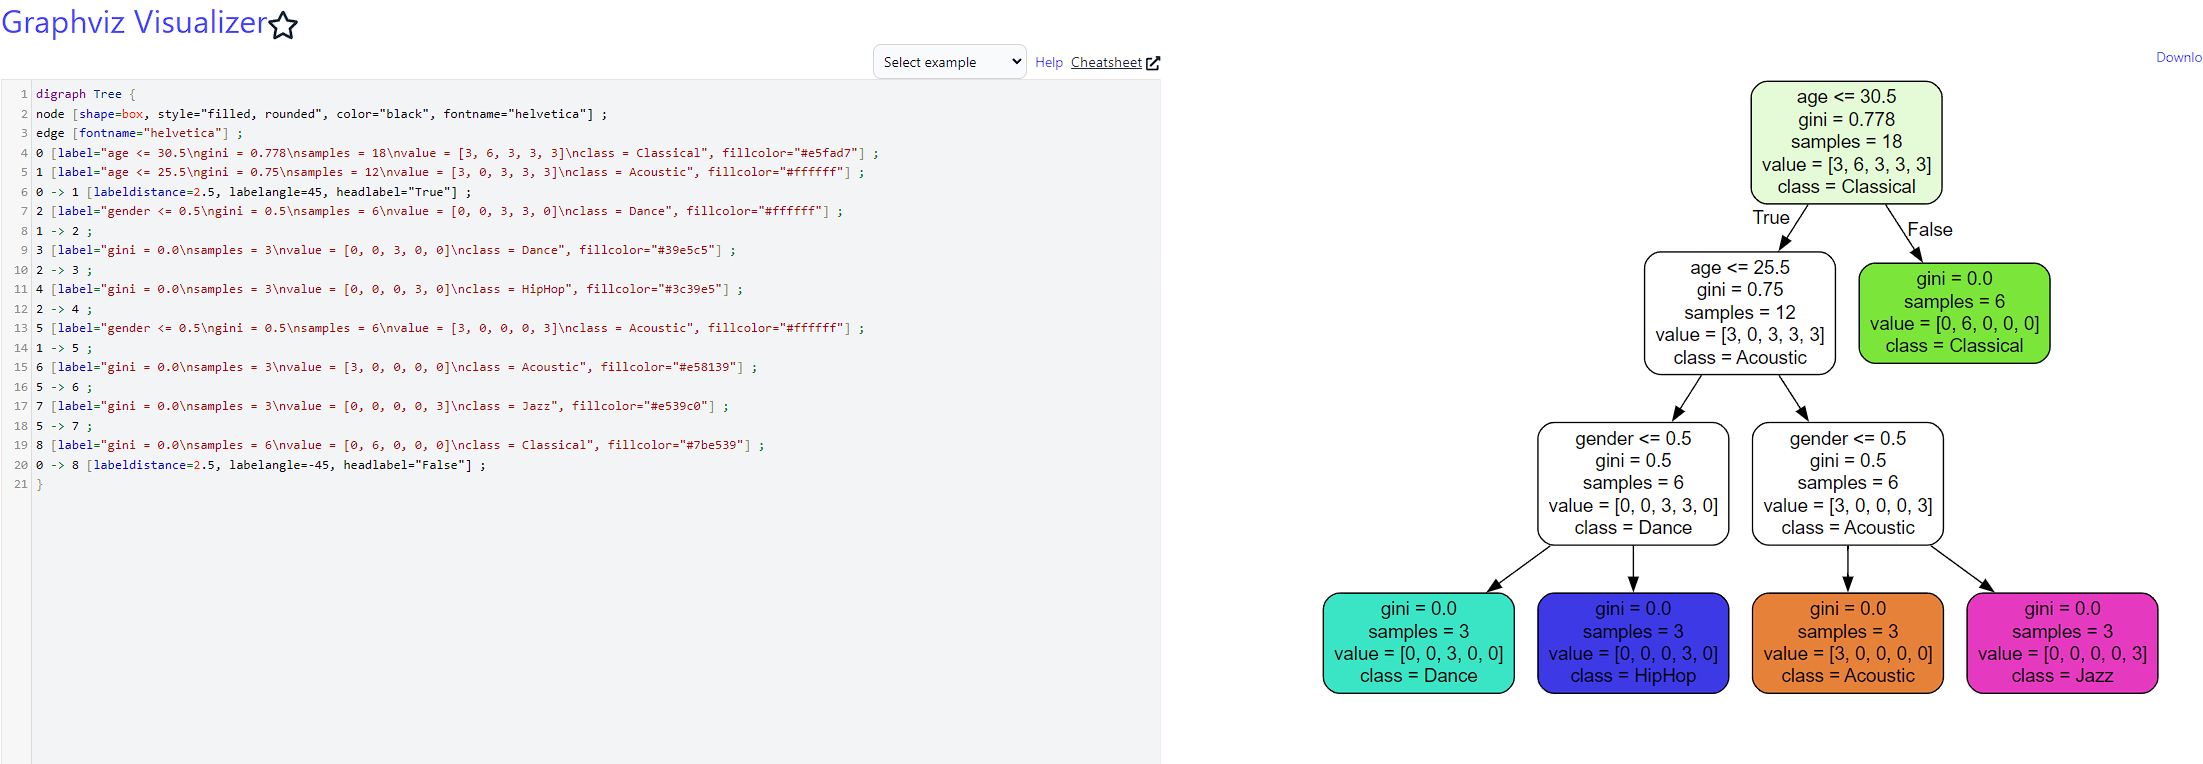 Graphviz Visualizer
Select example
Help
Cheatsheet
Downlo
1 digraph Tree {
2 node [shape=box, style="filled, rounded", color="black", fontname="helvetica"] ;
3 edge [fontname="helvetica"] ;
4 0 [label="age <= 30.5\ngini = 0.778\nsamples = 18\nvalue = [3, 6, 3, 3, 3]\nclass = Classical", fillcolor="#e5fad7"] ;
5 1 [label="age <= 25.5\ngini = 0.75\nsamples = 12\nvalue = [3, 0, 3, 3, 3]\nclass = Acoustic", fillcolor="#ffffff"] ;
6 0 -> 1 [labeldistance=2.5, labelangle=45, headlabel="True"] ;
7 2 [label="gender <= 0.5\ngini = 0.5\nsamples = 6\nvalue = [0, 0, 3, 3, 0]\nclass = Dance", fillcolor="#ffffff"] ;
8 1 -> 2 ;
9 3 [label="gini = 0.0\nsamples = 3\nvalue = [0, 0, 3, 0, 0]\nclass = Dance", fillcolor="#39e5c5"] ;
10 2 -> 3 ;
11 4 [label="gini = 0.0\nsamples = 3\nvalue = [0, 0, 0, 3, 0]\nclass = HipHop", fillcolor="#3c39e5"] ;
12 2 -> 4 ;
13 5 [label="gender <= 0.5\ngini = 0.5\nsamples = 6\nvalue = [3, 0, 0, 0, 3]\nclass = Acoustic", fillcolor="#ffffff"] ;
14 1 -> 5 ;
15 6 [label="gini = 0.0\nsamples = 3\nvalue = [3, 0, 0, 0, 0]\nclass = Acoustic", fillcolor="#e58139"] ;
16 5 -> 6 ;
17 7 [label="gini = 0.0\nsamples = 3\nvalue = [0, 0, 0, 0, 3]\nclass = Jazz", fillcolor="#e539c0"] ;
18 5 -> 7 ;
19 8 [label="gini = 0.0\nsamples = 6\nvalue = [0, 6, 0, 0, 0]\nclass = Classical", fillcolor="#7be539"] ;
20 0 -> 8 [labeldistance=2.5, labelangle=-45, headlabel="False"] ;
21 }
age <= 30.5
gini = 0.778
samples = 18
value = [3, 6, 3, 3, 3]
class = Classical
True
False
age <= 25.5
gini = 0.75
samples = 12
value = [3, 0, 3, 3, 3]
class = Acoustic
gini = 0.0
samples = 6
value = [0, 6, 0, 0, 0]
class = Classical
gender <= 0.5
gini = 0.5
samples = 6
value = [0, 0, 3, 3, 0]
class = Dance
gender <= 0.5
gini = 0.5
samples = 6
value = [3, 0, 0, 0, 3]
class = Acoustic
gini = 0.0
samples = 3
value = [0, 0, 3, 0, 0]
class = Dance
gini = 0.0
samples = 3
value = [0, 0, 0, 3, 0]
class = HipHop
gini = 0.0
samples = 3
value = [3, 0, 0, 0, 0]
class = Acoustic
gini = 0.0
samples = 3
value = [0, 0, 0, 0, 3]
class = Jazz